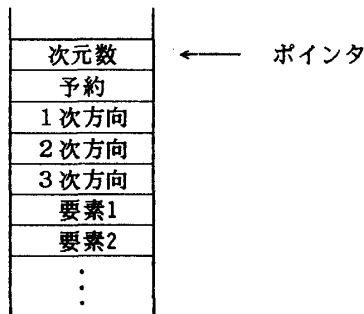 次元数 ← ポインタ
予約
1次方向
2次方向
3次方向
要素1
要素2